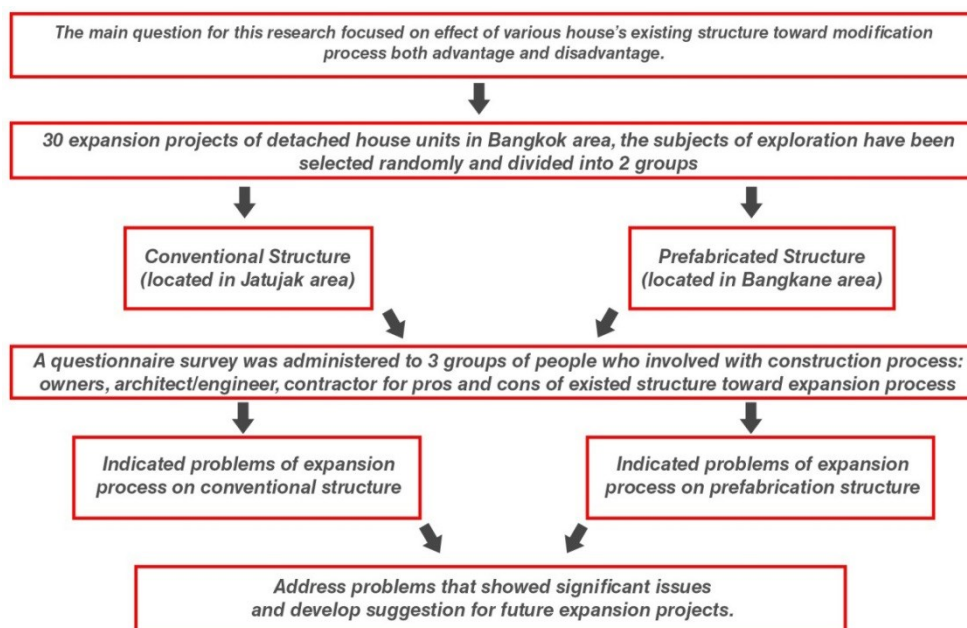 The main question for this research focused on effect of various house's existing structure toward modification
process both advantage and disadvantage.
30 expansion projects of detached house units in Bangkok area, the subjects of exploration have been
selected randomly and divided into 2 groups
Conventional Structure
(located in Jatujak area)
Prefabricated Structure
(located in Bangkane area)
A questionnaire survey was administered to 3 groups of people who involved with construction process:
owners, architect/engineer, contractor for pros and cons of existed structure toward expansion process
Indicated problems of expansion
process on conventional structure
Indicated problems of expansion
process on prefabrication structure
Address problems that showed significant issues
and develop suggestion for future expansion projects.